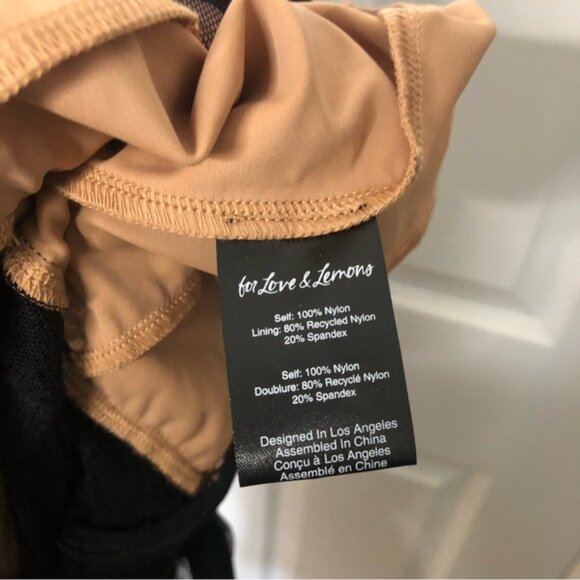 for Love & Lemons
Self: 100% Nylon
Lining: 80% Recycled Nylon
20% Spandex
Self: 100% Nylon
Doublure: 80% Recyclé Nylon
20% Spandex
Designed In Los Angeles
Assembled In China
Conçu à Los Angeles
Assemblé en Chine